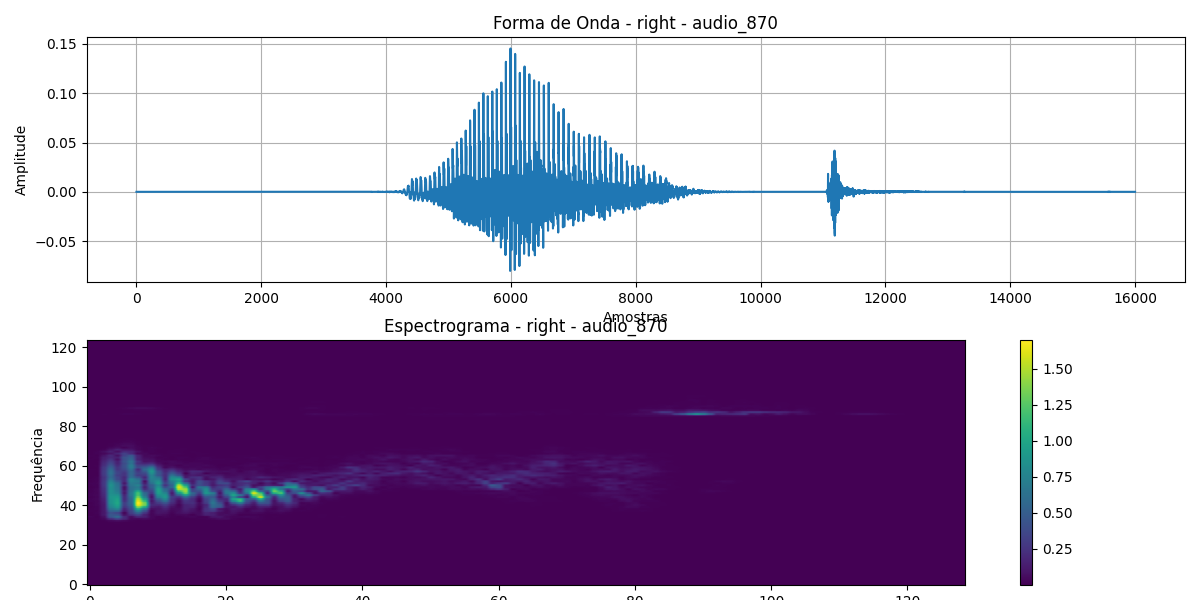 Forma de Onda - right - audio_870
Amplitude
0.15
0.10
0.05
0.00
−0.05
0 2000 4000 6000 8000 10000 12000 14000 16000
Amostras
Espectrograma - right - audio_870
Frequência
120
100
80
60
40
20
0
0 20 40 60 80 100 120
1.50
1.25
1.00
0.75
0.50
0.25